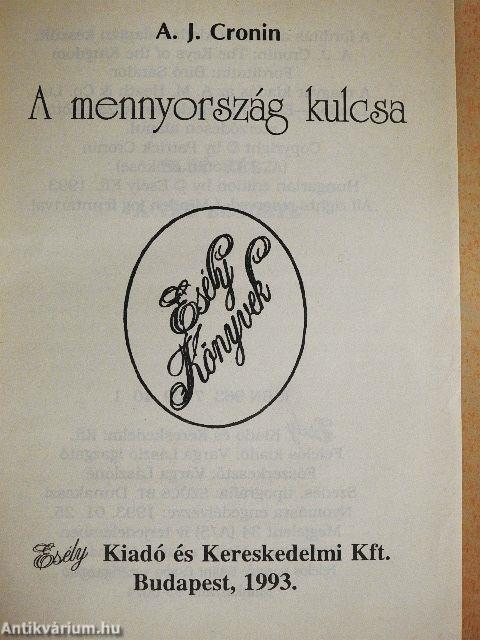 A. J. Cronin
A mennyország kulcsa
Esély
Könyvek
Esély Kiadó és Kereskedelmi Kft.
Budapest, 1993.
Antikvárium.hu